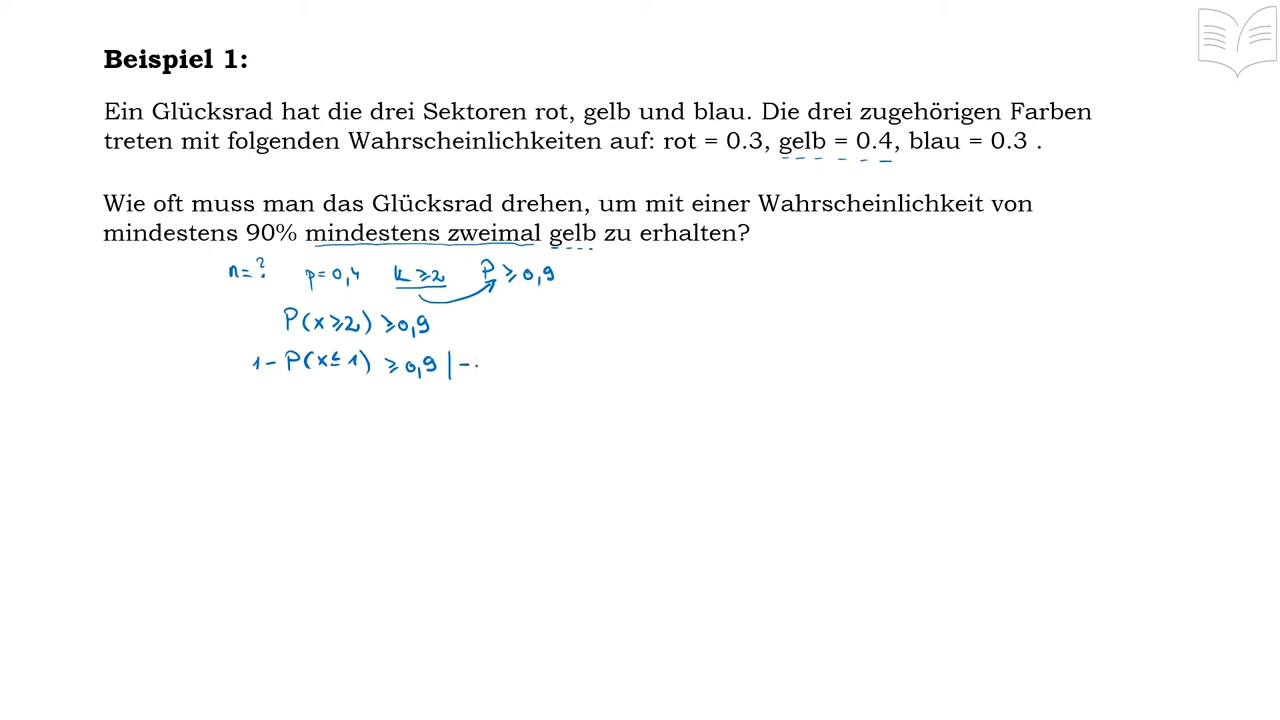 Beispiel 1:
Ein Glücksrad hat die drei Sektoren rot, gelb und blau. Die drei zugehörigen Farben
treten mit folgenden Wahrscheinlichkeiten auf: rot = 0.3, gelb = 0.4, blau = 0.3 .
Wie oft muss man das Glücksrad drehen, um mit einer Wahrscheinlichkeit von
mindestens 90% mindestens zweimal gelb zu erhalten?
n=? p=0,4 k≥2 P≥0,9
P(x≥2) ≥0,9
1-P(x≤1) ≥0,9 |-